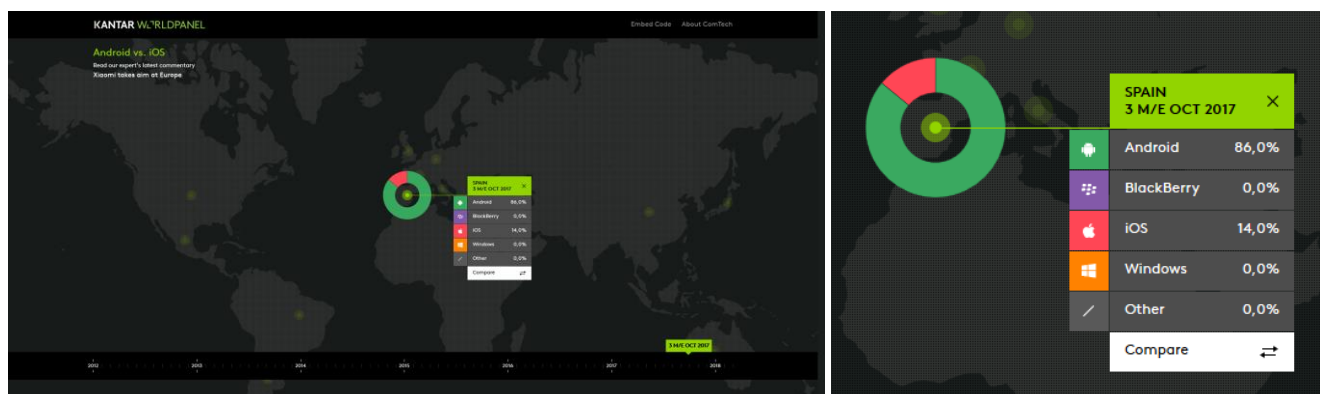 KANTAR WORLDPANEL
Embed Code About ComTech
Android vs. iOS
Read our expert's latest commentary
Xiaomi takes aim at Europe
SPAIN
3 M/E OCT 2017 ×
Android 86,0%
BlackBerry 0,0%
iOS 14,0%
Windows 0,0%
Other 0,0%
Compare
3 M/E OCT 2017
2012 2013 2014 2015 2016 2017 2018
SPAIN
3 M/E OCT 2017 ×
Android 86,0%
BlackBerry 0,0%
iOS 14,0%
Windows 0,0%
Other 0,0%
Compare